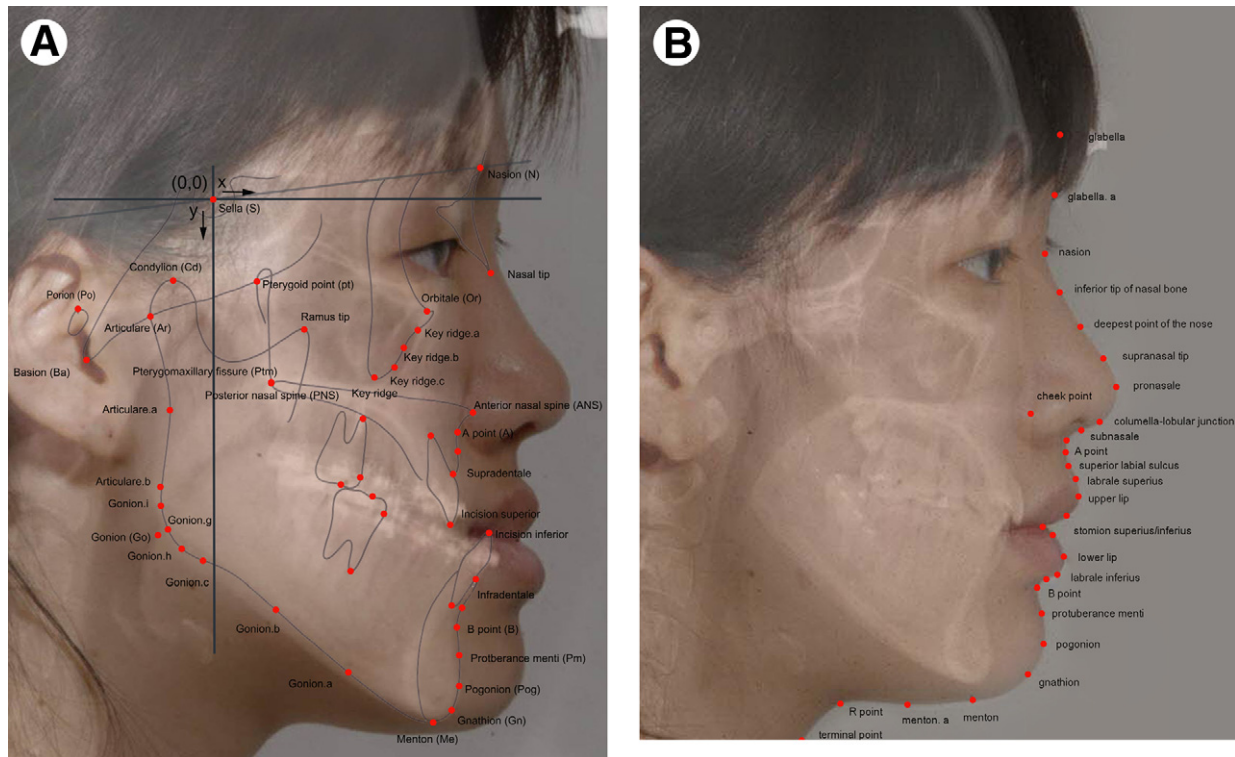 A
(0,0) x
y
Sella (S)
Nasion (N)
Condylion (Cd)
Pterygoid point (pt)
Nasal tip
Porion (Po)
Orbitale (Or)
Articulare (Ar)
Ramus tip
Key ridge.a
Key ridge.b
Basion (Ba)
Pterygomaxillary fissure (Ptm)
Key ridge.c
Posterior nasal spine (PNS)
Key ridge
Articulare.a
Anterior nasal spine (ANS)
A point (A)
Supradentale
Articulare.b
Gonion.i
Incision superior
Gonion.g
Gonion (Go)
Incision inferior
Gonion.h
Gonion.c
Infradentale
Gonion.b
B point (B)
Protberance menti (Pm)
Gonion.a
Pogonion (Pog)
Gnathion (Gn)
Menton (Me)
B
glabella
glabella. a
nasion
inferior tip of nasal bone
deepest point of the nose
supranasal tip
pronasale
cheek point
columella-lobular junction
subnasale
A point
superior labial sulcus
labrale superius
upper lip
stomion superius/inferius
lower lip
labrale inferius
B point
protuberance menti
pogonion
gnathion
R point
menton. a
menton
terminal point